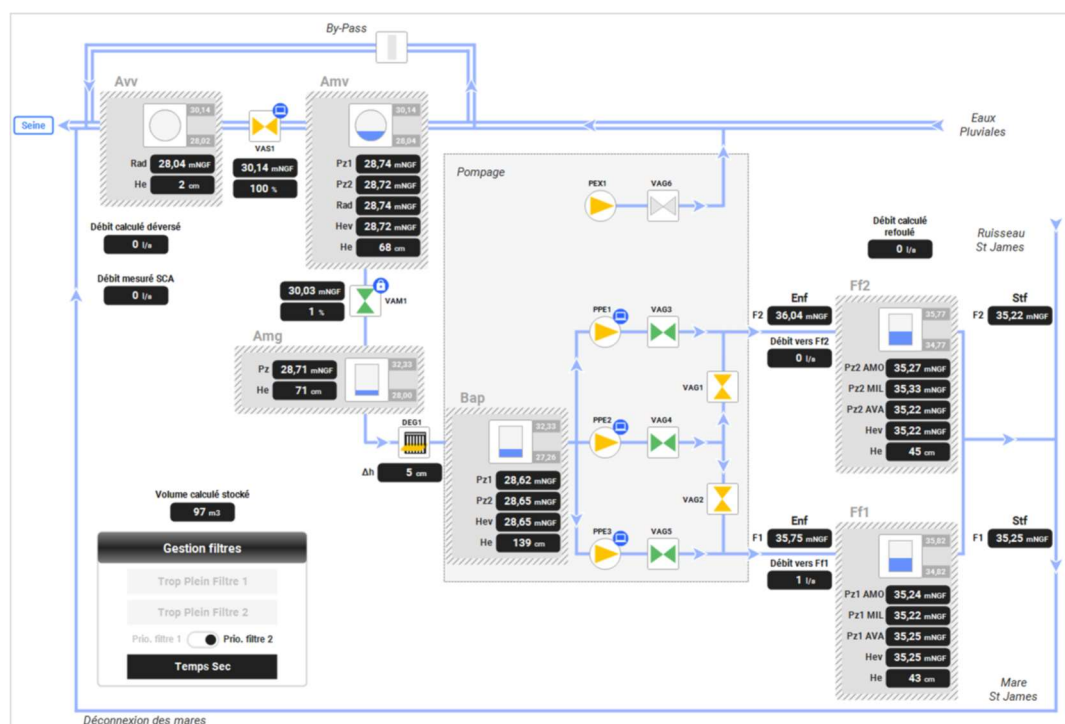 By-Pass
Avv
30,14
28,02
Rad 28,04 mNGF
He 2 cm
Seine
VAS1
30,14 mNGF
100 %
Amv
30,14
28,04
Pz1 28,74 mNGF
Pz2 28,72 mNGF
Rad 28,74 mNGF
Hev 28,72 mNGF
He 68 cm
Eaux
Pluviales
Débit calculé déversé
0 l/s
Débit mesuré SCA
0 l/s
30,03 mNGF
1 %
VAM1
Amg
32,33
28,00
Pz 28,71 mNGF
He 71 cm
DEG1
Δh 5 cm
Pompage
PEX1
VAG6
Bap
32,33
27,26
Pz1 28,62 mNGF
Pz2 28,65 mNGF
Hev 28,65 mNGF
He 139 cm
PPE1
VAG3
VAG1
PPE2
VAG4
VAG2
PPE3
VAG5
Débit calculé
refoulé
0 l/s
Ruisseau
St James
Enf
F2 36,04 mNGF
Débit vers Ff2
0 l/s
Ff2
35,77
34,77
Pz2 AMO 35,27 mNGF
Pz2 MIL 35,33 mNGF
Pz2 AVA 35,22 mNGF
Hev 35,22 mNGF
He 45 cm
Stf
F2 35,22 mNGF
Enf
F1 35,75 mNGF
Débit vers Ff1
1 l/s
Ff1
35,82
34,82
Pz1 AMO 35,24 mNGF
Pz1 MIL 35,22 mNGF
Pz1 AVA 35,25 mNGF
Hev 35,25 mNGF
He 43 cm
Stf
F1 35,25 mNGF
Mare
St James
Volume calculé stocké
97 m3
Gestion filtres
Trop Plein Filtre 1
Trop Plein Filtre 2
Prio. filtre 1 Prio. filtre 2
Temps Sec
Déconnexion des mares